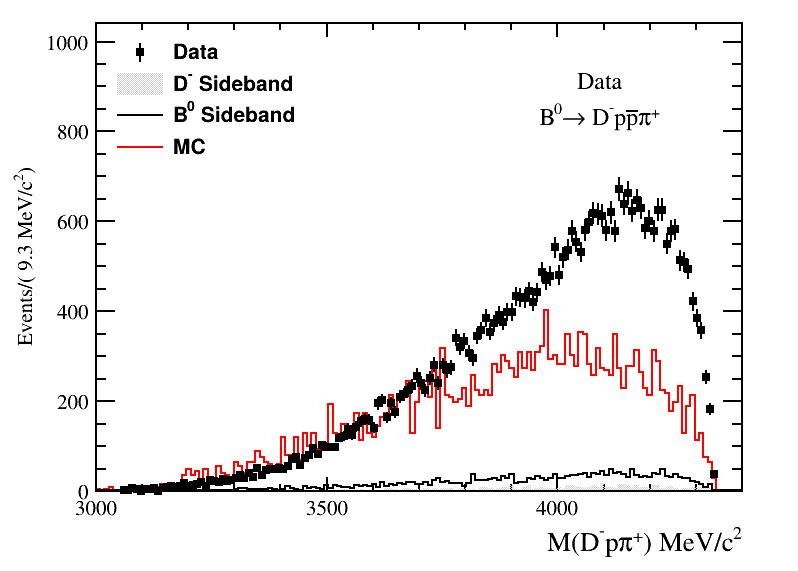 Data
D⁻ Sideband
B⁰ Sideband
MC
Data
B⁰→ D⁻pp̅π⁺
Events/( 9.3 MeV/c²)
1000
800
600
400
200
0
3000
3500
4000
M(D⁻pπ⁺) MeV/c²